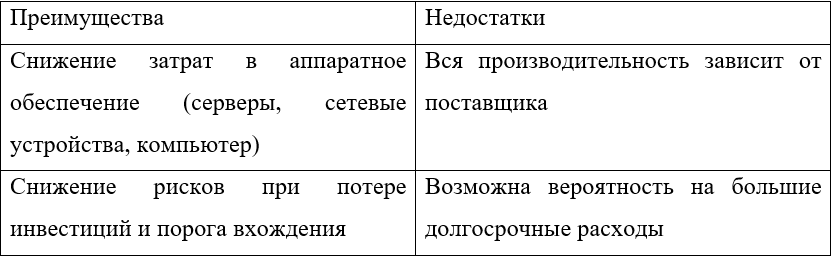 Преимущества
Недостатки
Снижение затрат в аппаратное
обеспечение (серверы, сетевые
устройства, компьютер)
Вся производительность зависит от
поставщика
Снижение рисков при потере
инвестиций и порога вхождения
Возможна вероятность на большие
долгосрочные расходы